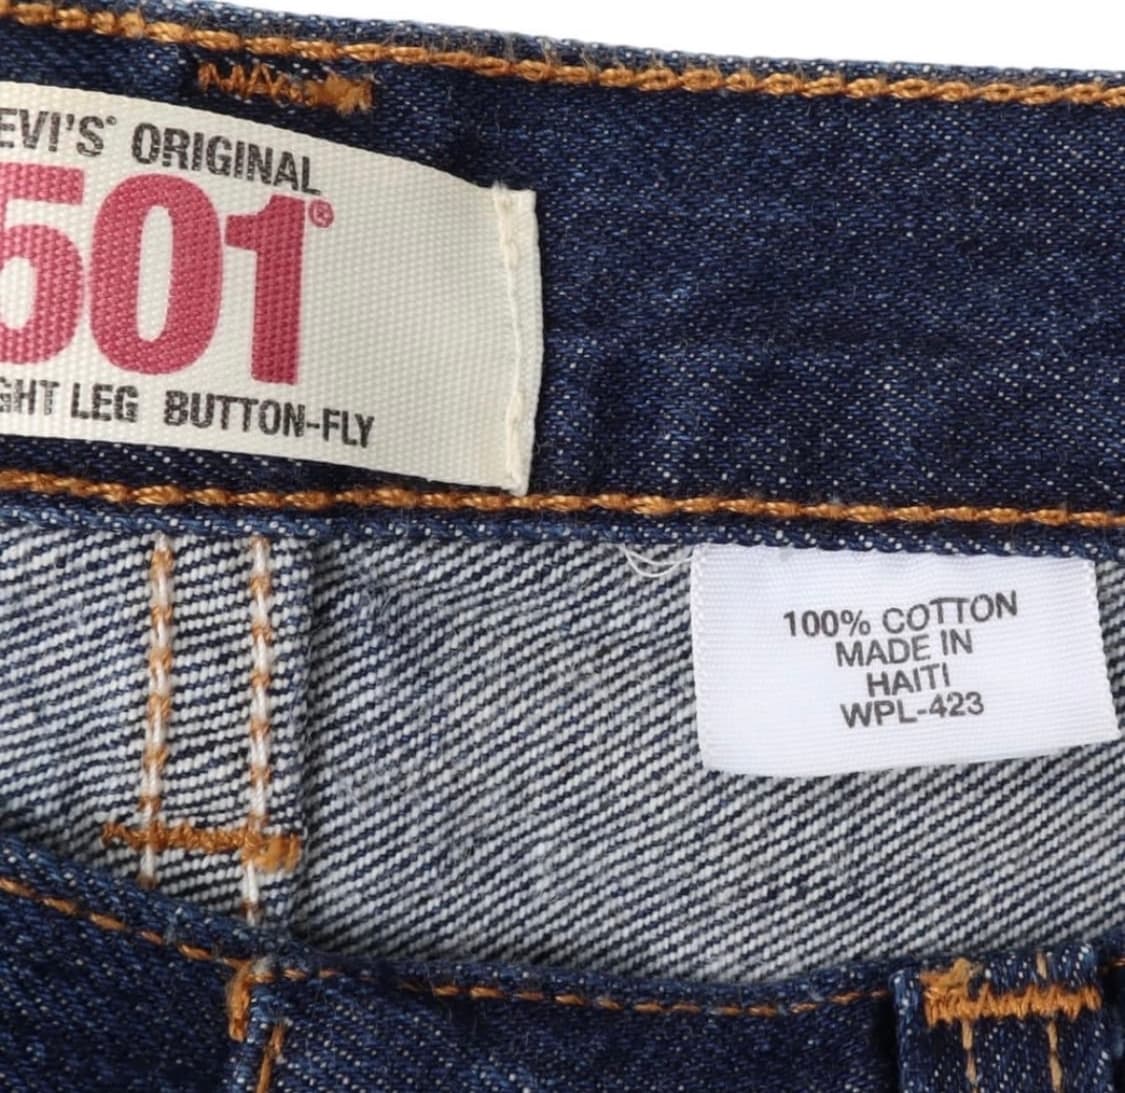 EVI'S® ORIGINAL
501®
GHT LEG BUTTON-FLY
100% COTTON
MADE IN
HAITI
WPL-423